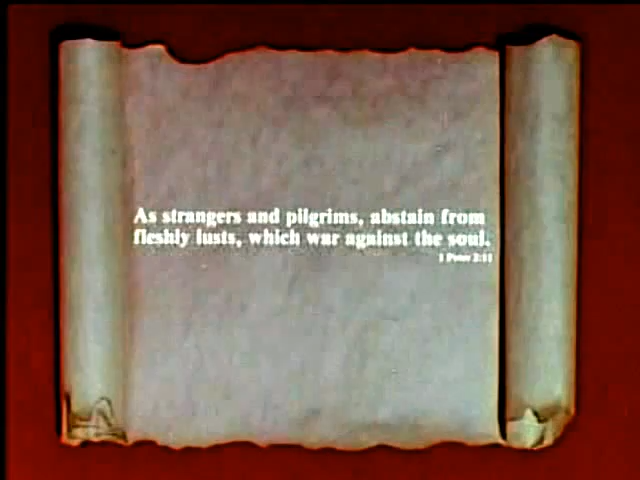 As strangers and pilgrims, abstain from
fleshly lusts, which war against the soul.
1 Peter 2:11